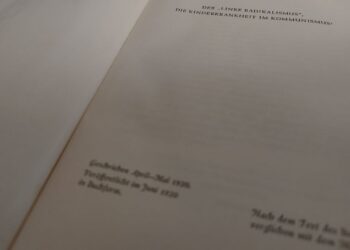 DER „LINKE RADIKALISMUS“,
DIE KINDERKRANKHEIT IM KOMMUNISMUS
Geschrieben April–Mai 1920.
Veröffentlicht im Juni 1920
in Buchform.
Nach dem Text des
verglichen mit dem